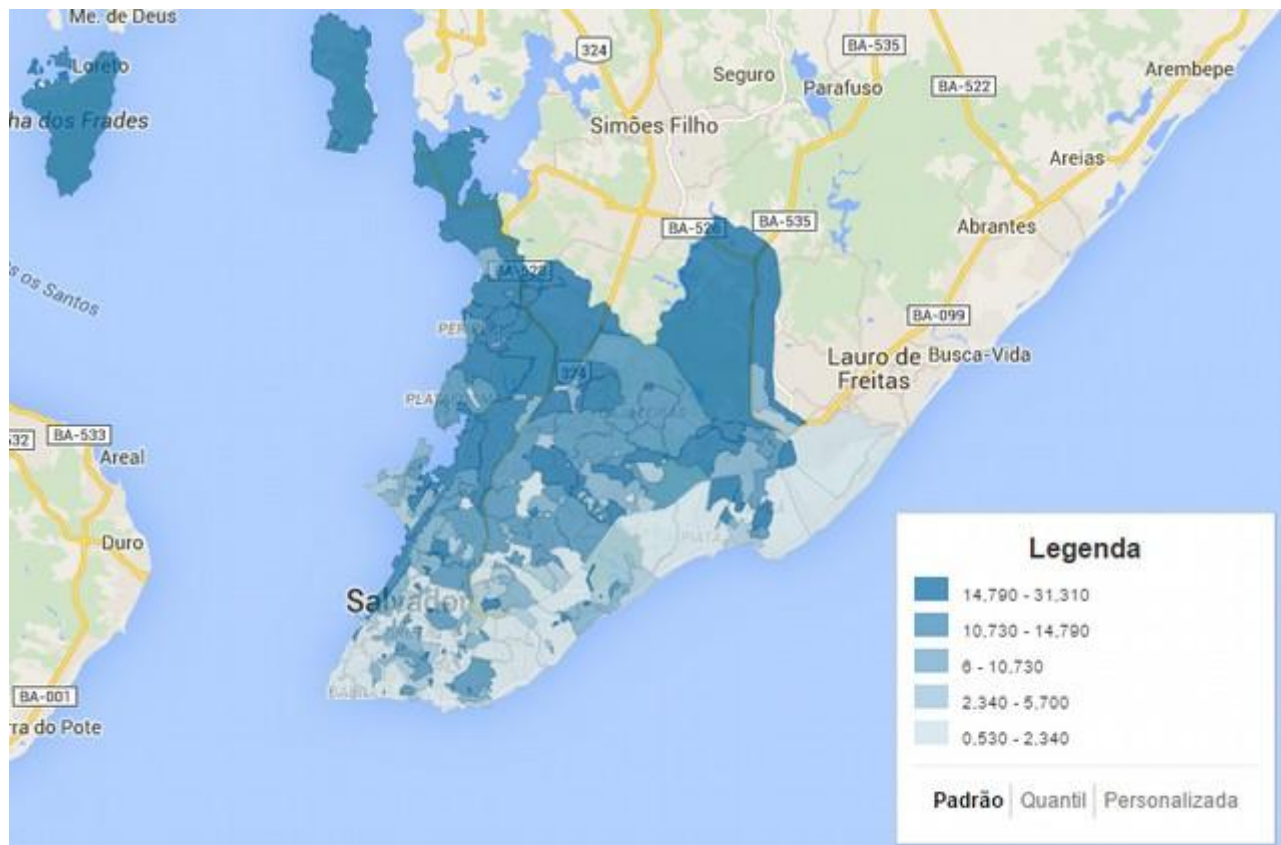 Me. de Deus
324
BA-535
Loreto
Seguro
Parafuso
BA-522
Arembepe
ha dos Frades
Simões Filho
Areias
BA-526
BA-535
Abrantes
s os Santos
BA-528
BA-099
324
Lauro de
Freitas
Busca-Vida
532
BA-533
Areal
Duro
Salvador
BA-001
rra do Pote
Legenda
14,790 - 31,310
10,730 - 14,790
6 - 10,730
2,340 - 5,700
0,530 - 2,340
Padrão Quantil Personalizada